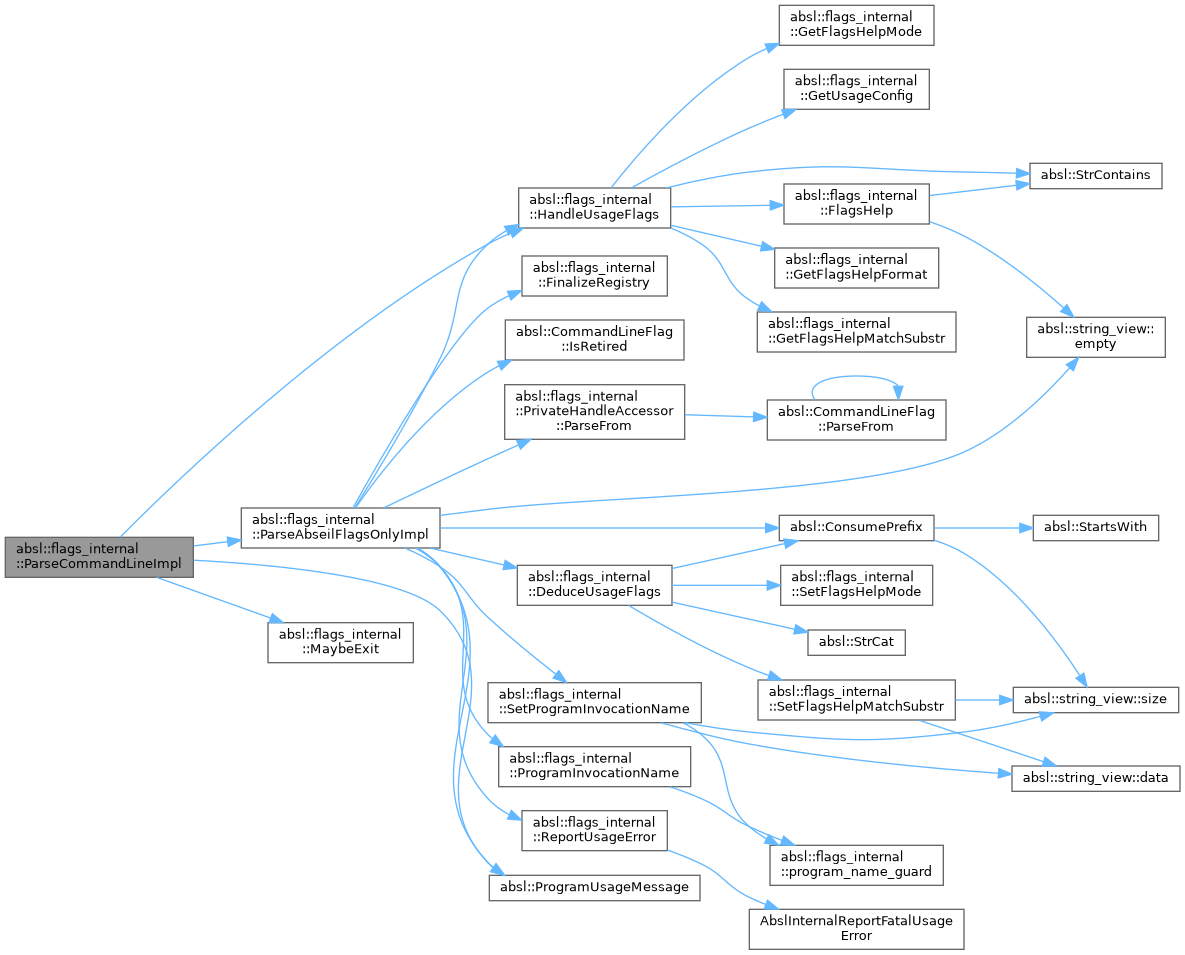 absl::flags_internal
::GetFlagsHelpMode
absl::flags_internal
::GetUsageConfig
absl::StrContains
absl::flags_internal
::HandleUsageFlags
absl::flags_internal
::FlagsHelp
absl::flags_internal
::GetFlagsHelpFormat
absl::flags_internal
::FinalizeRegistry
absl::flags_internal
::GetFlagsHelpMatchSubstr
absl::string_view::
empty
absl::CommandLineFlag
::IsRetired
absl::flags_internal
::PrivateHandleAccessor
::ParseFrom
absl::CommandLineFlag
::ParseFrom
absl::flags_internal
::ParseAbseilFlagsOnlyImpl
absl::ConsumePrefix
absl::StartsWith
absl::flags_internal
::ParseCommandLineImpl
absl::flags_internal
::DeduceUsageFlags
absl::flags_internal
::SetFlagsHelpMode
absl::flags_internal
::MaybeExit
absl::StrCat
absl::flags_internal
::SetProgramInvocationName
absl::flags_internal
::SetFlagsHelpMatchSubstr
absl::string_view::size
absl::flags_internal
::ProgramInvocationName
absl::string_view::data
absl::flags_internal
::ReportUsageError
absl::flags_internal
::program_name_guard
absl::ProgramUsageMessage
AbslInternalReportFatalUsage
Error